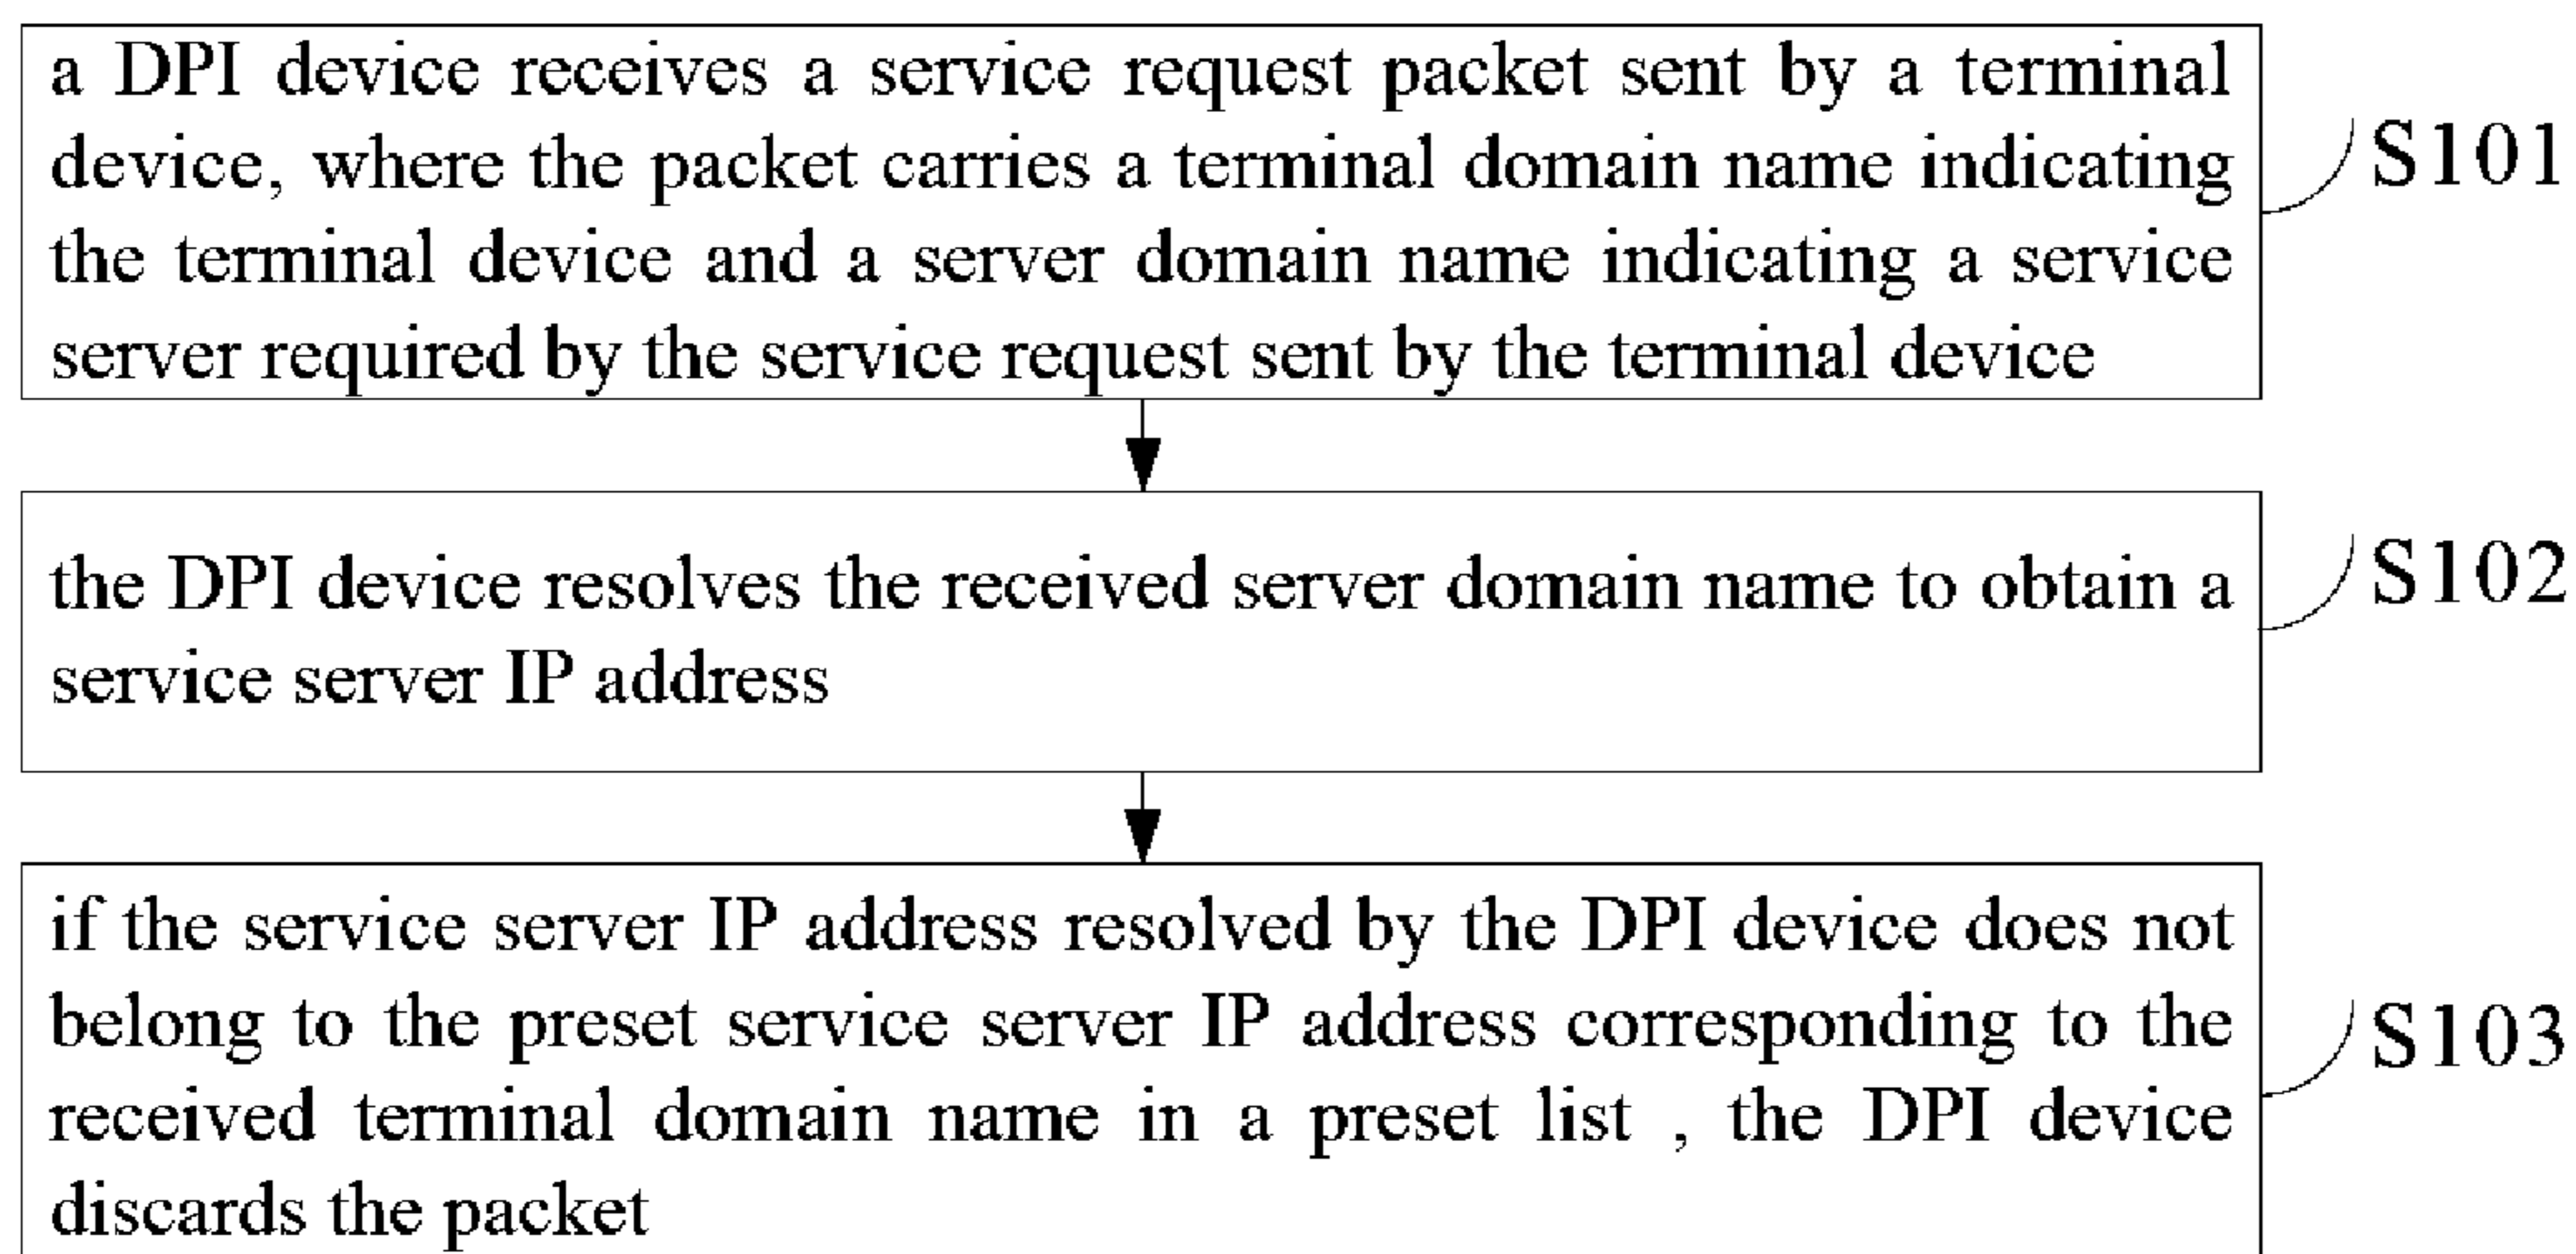 a DPI device receives a service request packet sent by a terminal
device, where the packet carries a terminal domain name indicating
the terminal device and a server domain name indicating a service
server required by the service request sent by the terminal device
S101
the DPI device resolves the received server domain name to obtain a
service server IP address
S102
if the service server IP address resolved by the DPI device does not
belong to the preset service server IP address corresponding to the
received terminal domain name in a preset list , the DPI device
discards the packet
S103